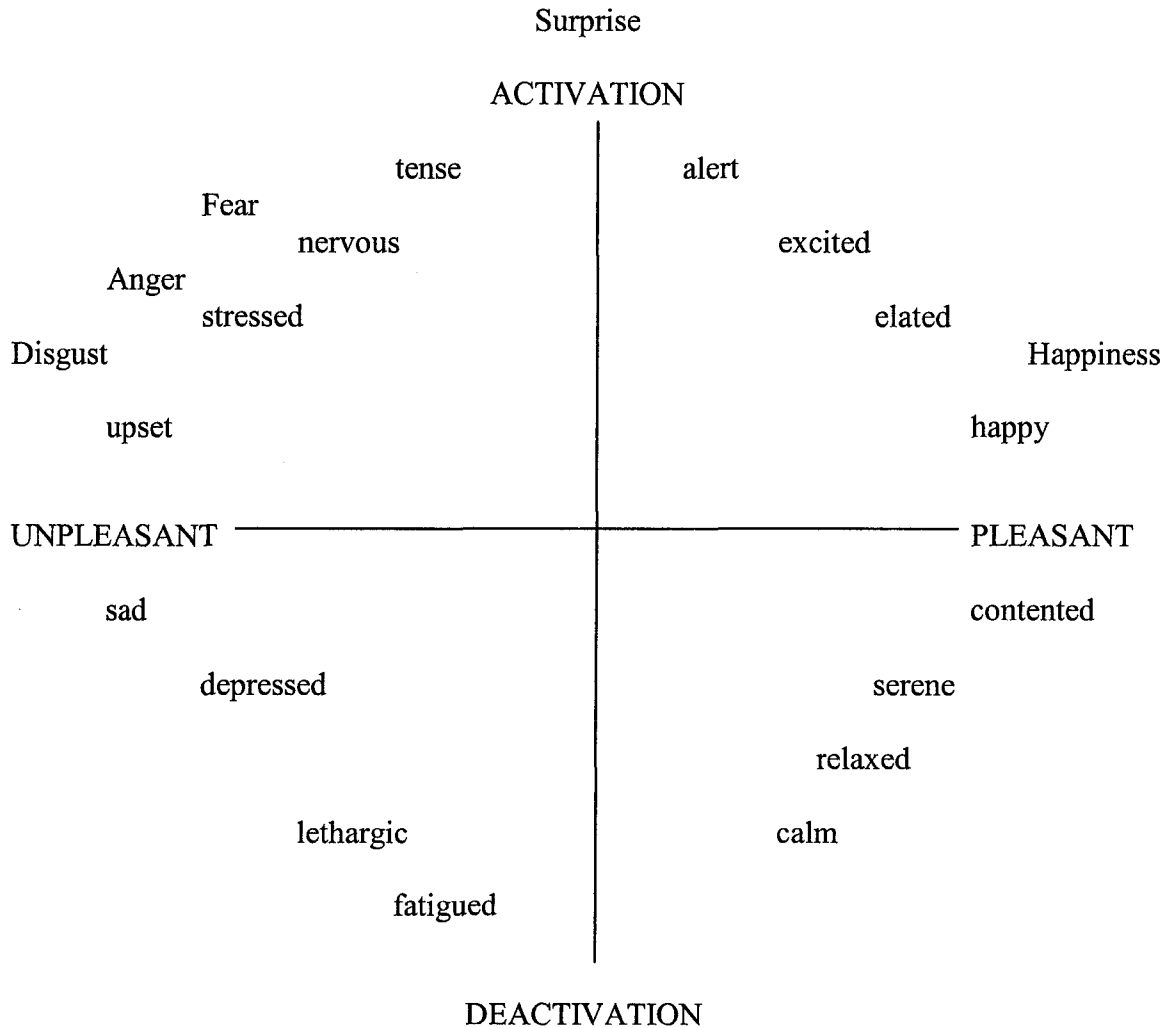 Surprise
ACTIVATION
tense alert
Fear
nervous excited
Anger
stressed elated
Disgust Happiness
upset happy
UNPLEASANT PLEASANT
sad contented
depressed serene
relaxed
lethargic calm
fatigued
DEACTIVATION